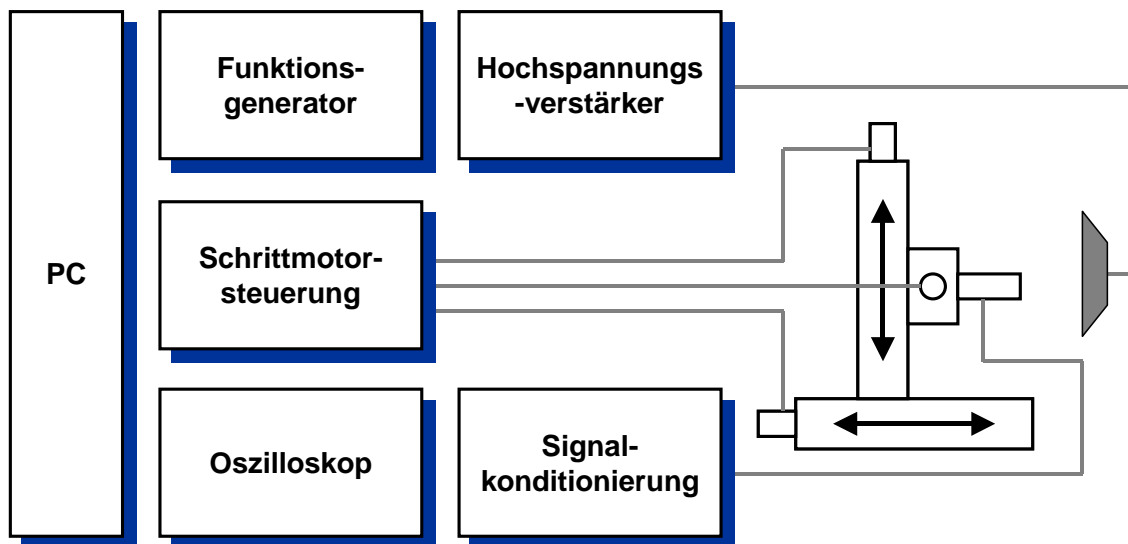 PC
Funktions-
generator
Hochspannungs
-verstärker
Schrittmotor-
steuerung
Oszilloskop
Signal-
konditionierung